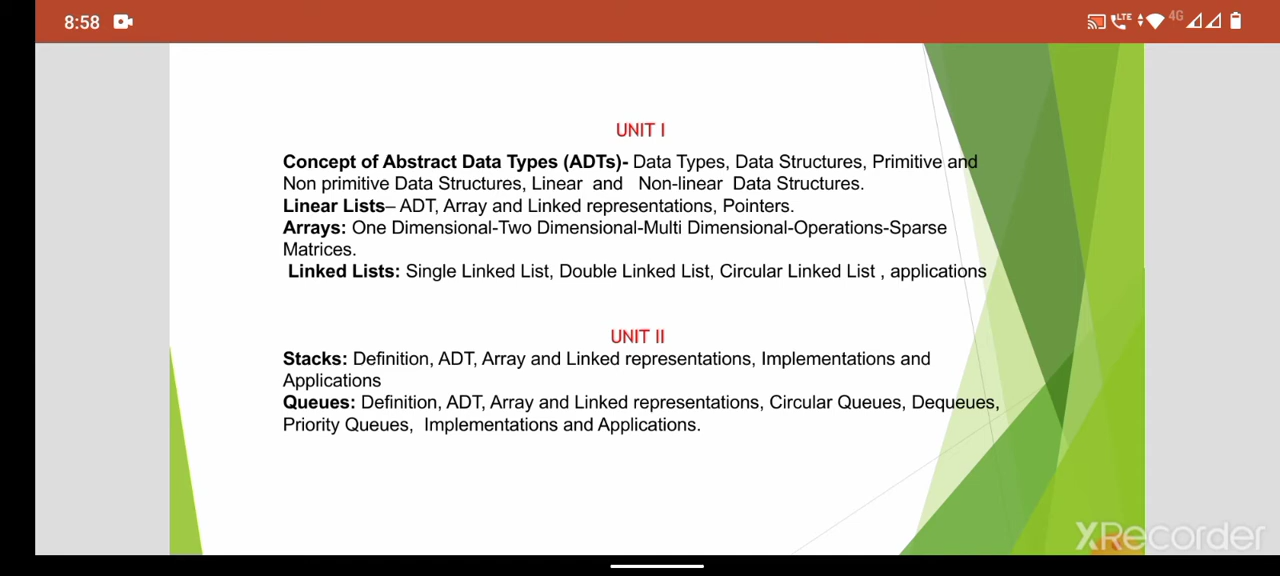 8:58
LTE 4G
UNIT I
Concept of Abstract Data Types (ADTs)- Data Types, Data Structures, Primitive and
Non primitive Data Structures, Linear and Non-linear Data Structures.
Linear Lists– ADT, Array and Linked representations, Pointers.
Arrays: One Dimensional-Two Dimensional-Multi Dimensional-Operations-Sparse
Matrices.
Linked Lists: Single Linked List, Double Linked List, Circular Linked List , applications
UNIT II
Stacks: Definition, ADT, Array and Linked representations, Implementations and
Applications
Queues: Definition, ADT, Array and Linked representations, Circular Queues, Dequeues,
Priority Queues, Implementations and Applications.
XRecorder